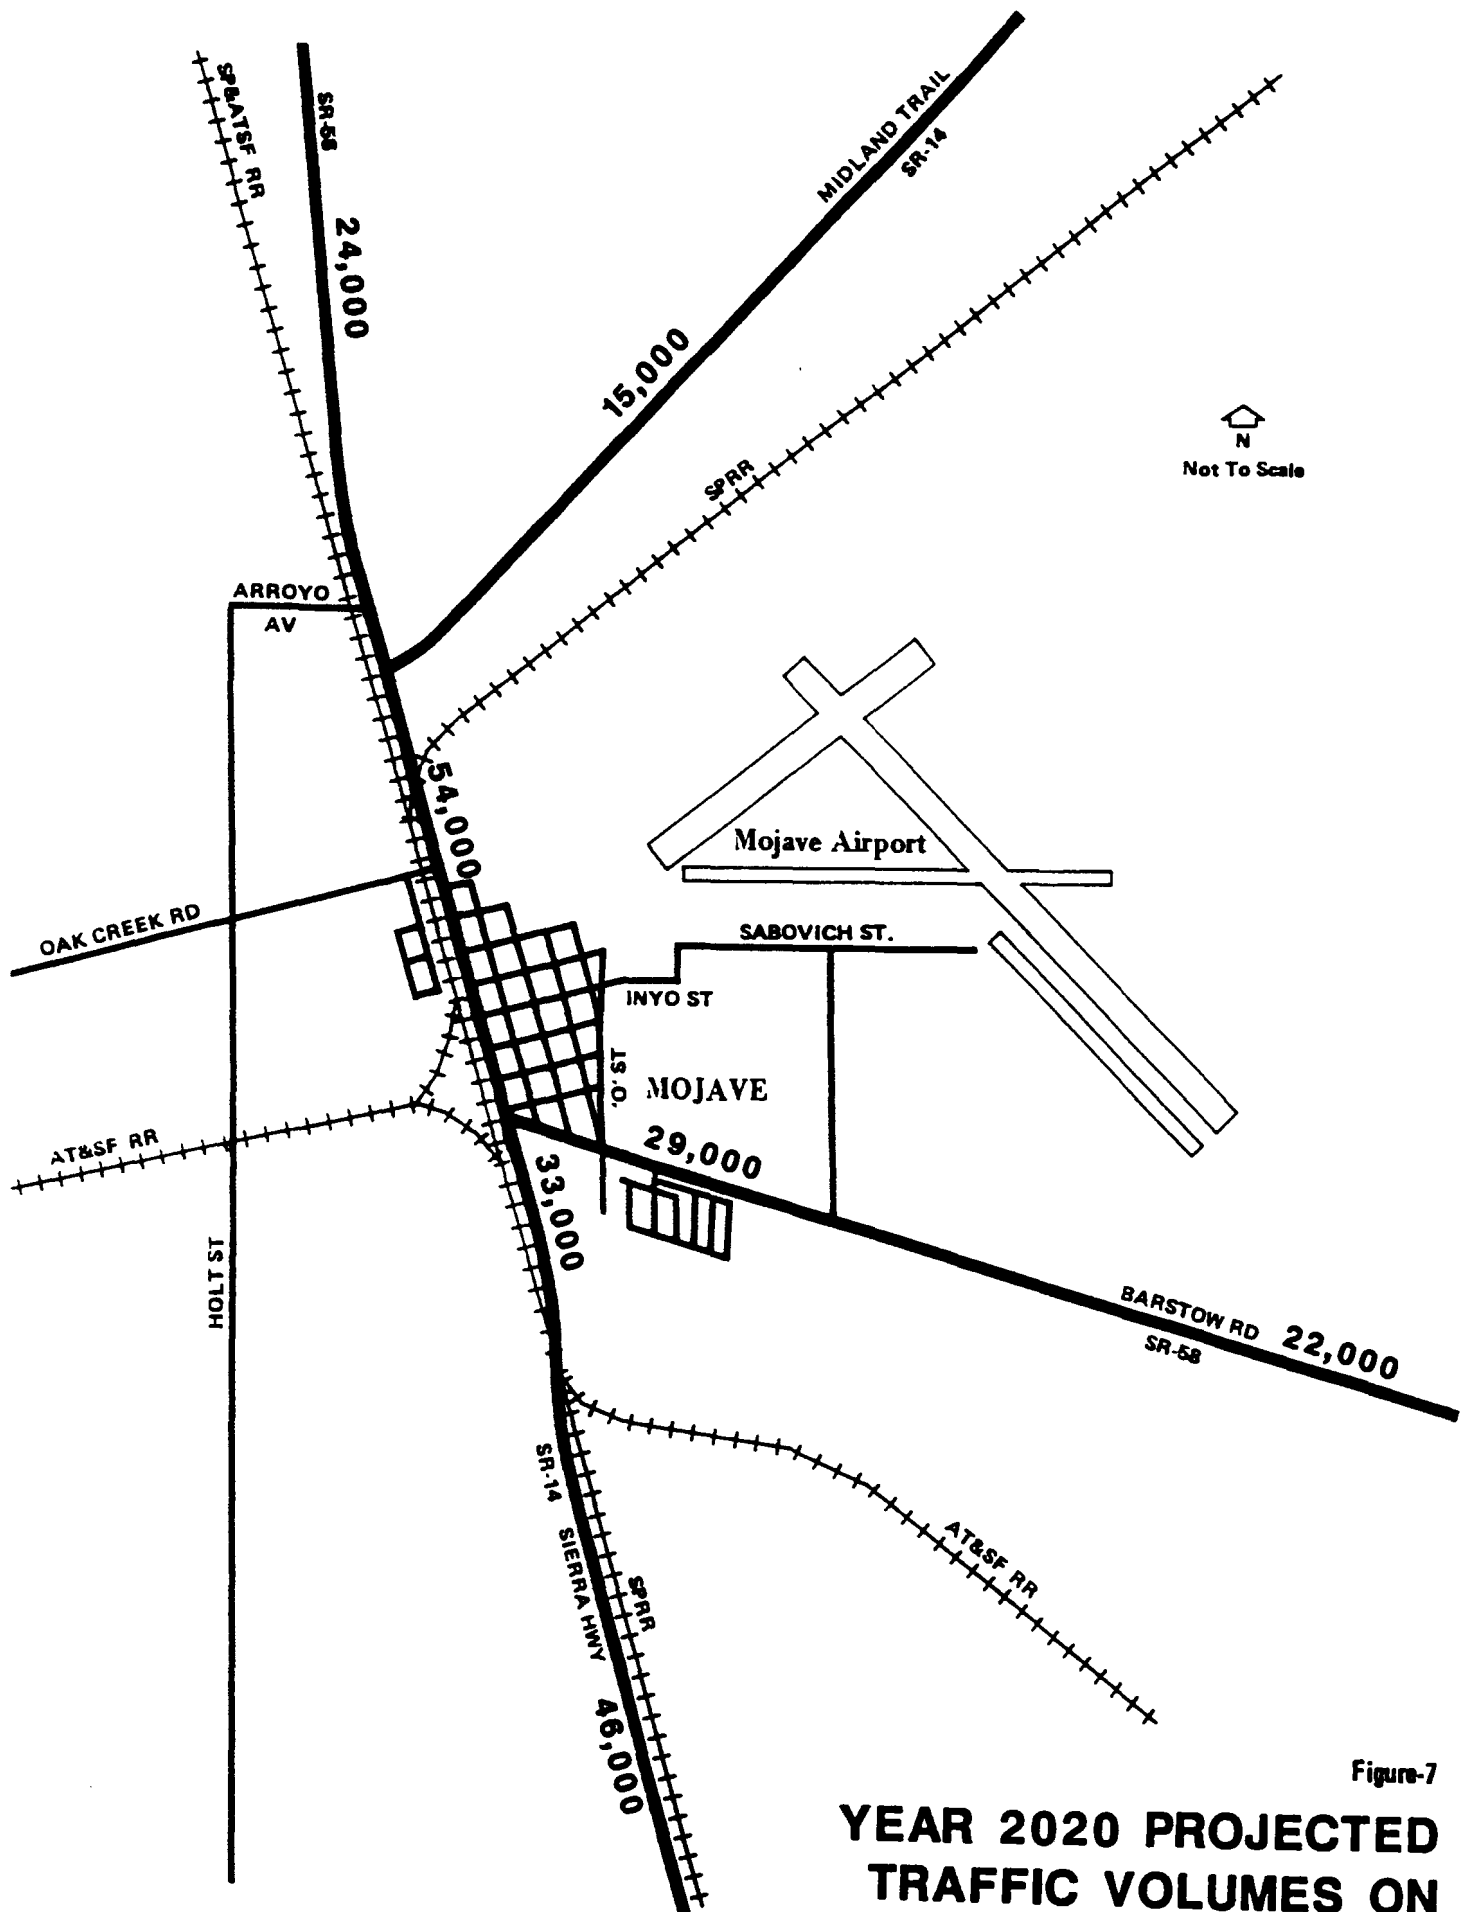 SP&ATSF RR
SR-58
24,000
MIDLAND TRAIL
SR-14
15,000
SPRR
N
Not To Scale
ARROYO
AV
54,000
Mojave Airport
OAK CREEK RD
SABOVICH ST.
INYO ST
'O' ST
MOJAVE
AT&SF RR
29,000
33,000
HOLT ST
BARSTOW RD
SR-58
22,000
SR-14
SIERRA HWY
SPRR
AT&SF RR
46,000
Figure-7
YEAR 2020 PROJECTED
TRAFFIC VOLUMES ON